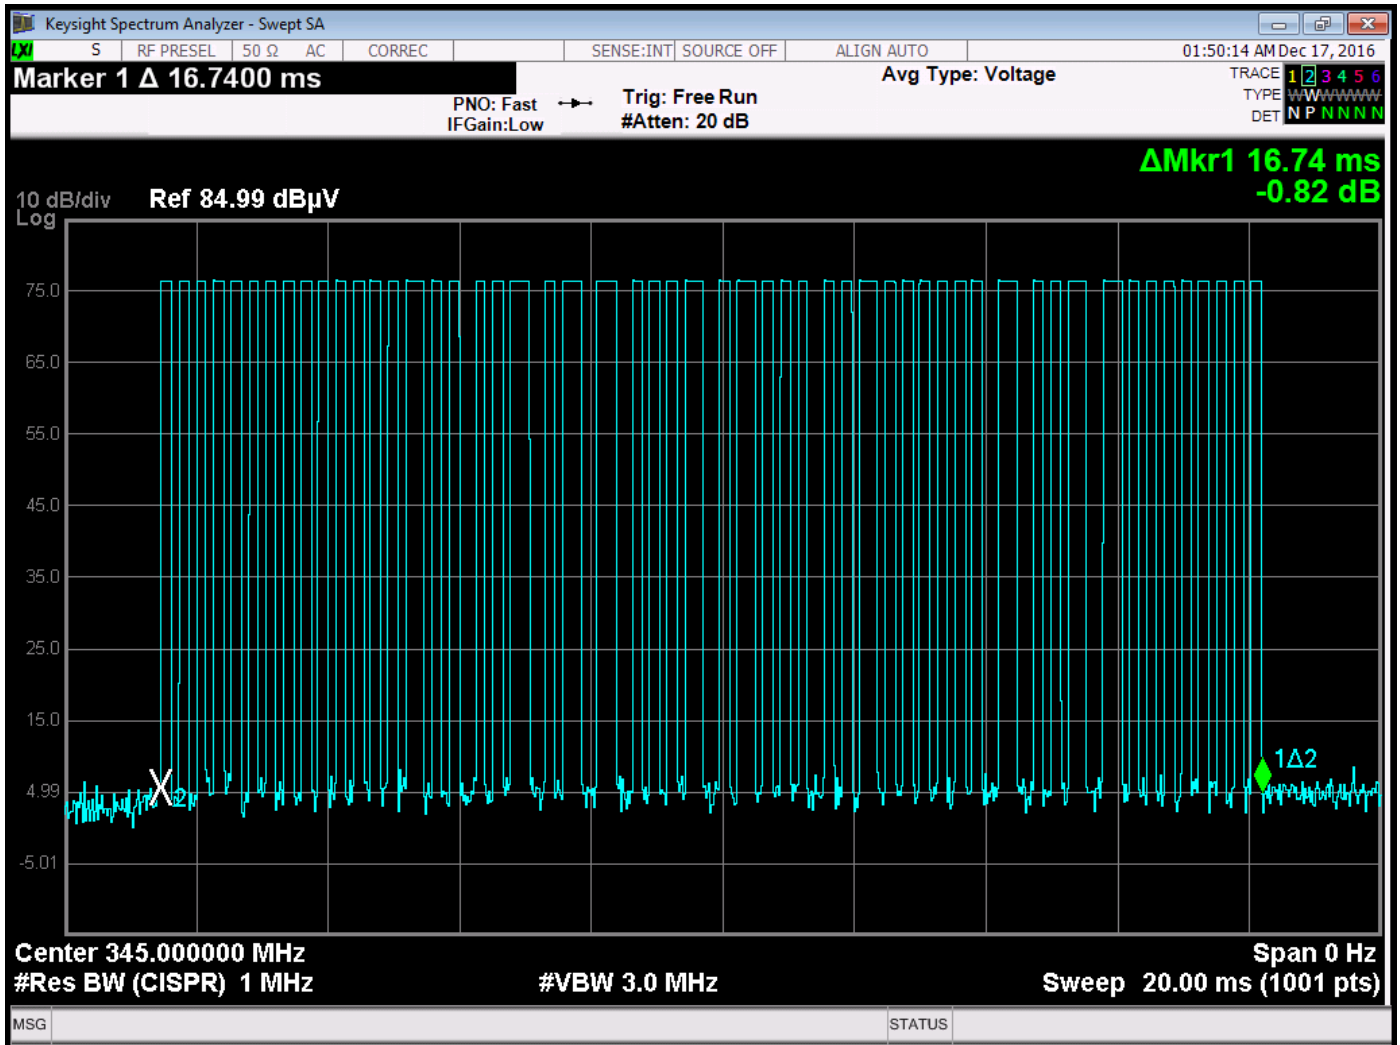 Keysight Spectrum Analyzer - Swept SA
LXI S RF PRESEL 50 Ω AC CORREC SENSE:INT SOURCE OFF ALIGN AUTO 01:50:14 AM Dec 17, 2016
Marker 1 Δ 16.7400 ms
Avg Type: Voltage
TRACE 1 2 3 4 5 6
PNO: Fast Trig: Free Run
TYPE WWWWWW
IFGain:Low #Atten: 20 dB
DET N P N N N N
ΔMkr1 16.74 ms
-0.82 dB
10 dB/div Ref 84.99 dBµV
Log
75.0
65.0
55.0
45.0
35.0
25.0
15.0
1Δ2
X2
4.99
-5.01
Center 345.000000 MHz Span 0 Hz
#Res BW (CISPR) 1 MHz #VBW 3.0 MHz Sweep 20.00 ms (1001 pts)
MSG STATUS